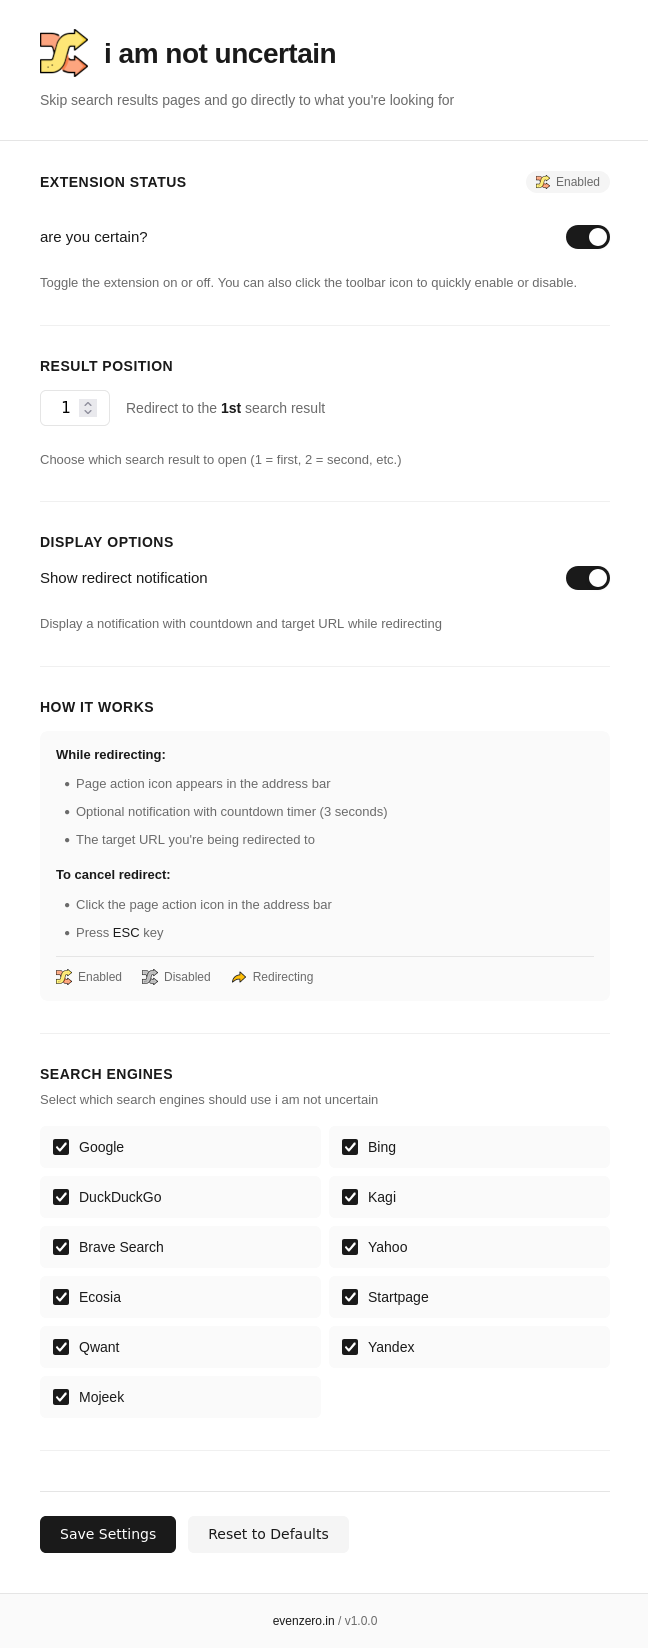 i am not uncertain
Skip search results pages and go directly to what you're looking for
EXTENSION STATUS
Enabled
are you certain?
Toggle the extension on or off. You can also click the toolbar icon to quickly enable or disable.
RESULT POSITION
1
Redirect to the 1st search result
Choose which search result to open (1 = first, 2 = second, etc.)
DISPLAY OPTIONS
Show redirect notification
Display a notification with countdown and target URL while redirecting
HOW IT WORKS
While redirecting:
• Page action icon appears in the address bar
• Optional notification with countdown timer (3 seconds)
• The target URL you're being redirected to
To cancel redirect:
• Click the page action icon in the address bar
• Press ESC key
Enabled Disabled Redirecting
SEARCH ENGINES
Select which search engines should use i am not uncertain
Google
Bing
DuckDuckGo
Kagi
Brave Search
Yahoo
Ecosia
Startpage
Qwant
Yandex
Mojeek
Save Settings
Reset to Defaults
evenzero.in / v1.0.0